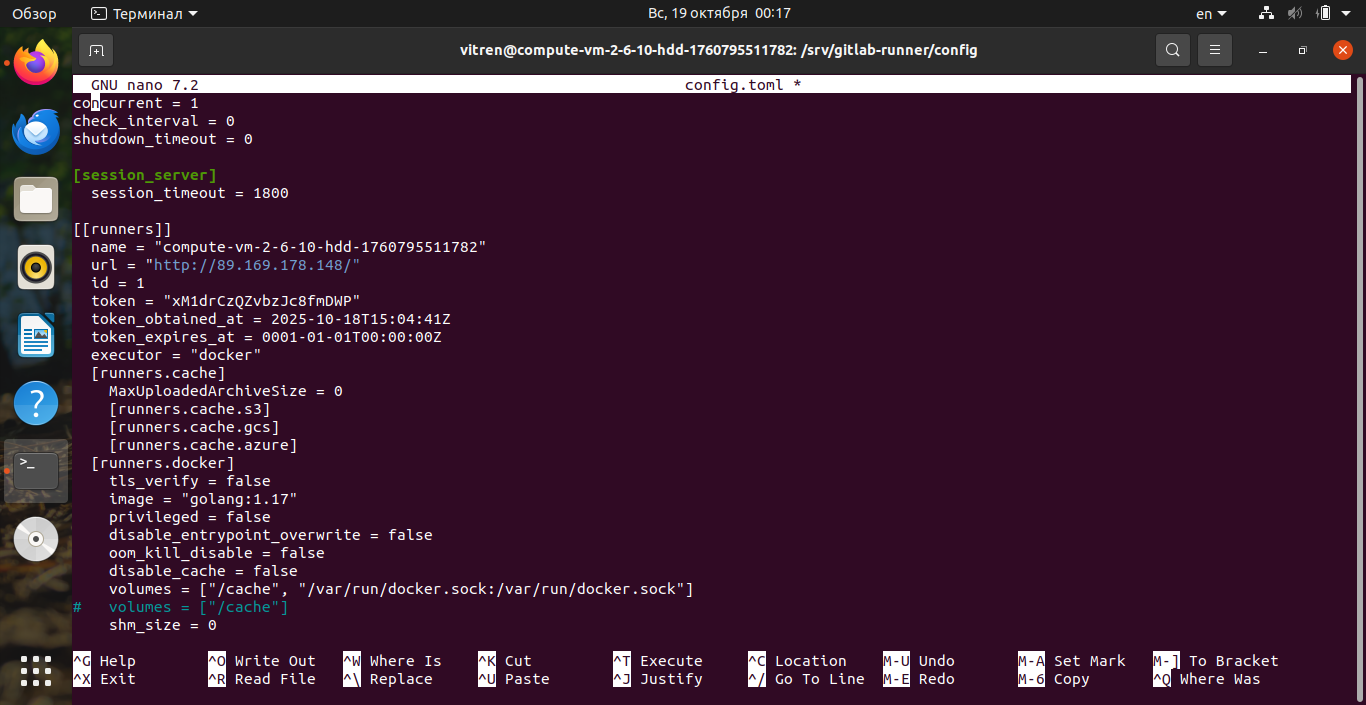 Обзор
Терминал
Вс, 19 октября 00:17
en
vitren@compute-vm-2-6-10-hdd-1760795511782: /srv/gitlab-runner/config
GNU nano 7.2 config.toml *
concurrent = 1
check_interval = 0
shutdown_timeout = 0
[session_server]
session_timeout = 1800
[[runners]]
name = "compute-vm-2-6-10-hdd-1760795511782"
url = "http://89.169.178.148/"
id = 1
token = "xM1drCzQZvbzJc8fmDWP"
token_obtained_at = 2025-10-18T15:04:41Z
token_expires_at = 0001-01-01T00:00:00Z
executor = "docker"
[runners.cache]
MaxUploadedArchiveSize = 0
[runners.cache.s3]
[runners.cache.gcs]
[runners.cache.azure]
[runners.docker]
tls_verify = false
image = "golang:1.17"
privileged = false
disable_entrypoint_overwrite = false
oom_kill_disable = false
disable_cache = false
volumes = ["/cache", "/var/run/docker.sock:/var/run/docker.sock"]
#   volumes = ["/cache"]
shm_size = 0
^G Help ^O Write Out ^W Where Is ^K Cut ^T Execute ^C Location M-U Undo M-A Set Mark M-] To Bracket
^X Exit ^R Read File ^\ Replace ^U Paste ^J Justify ^/ Go To Line M-E Redo M-6 Copy ^Q Where Was